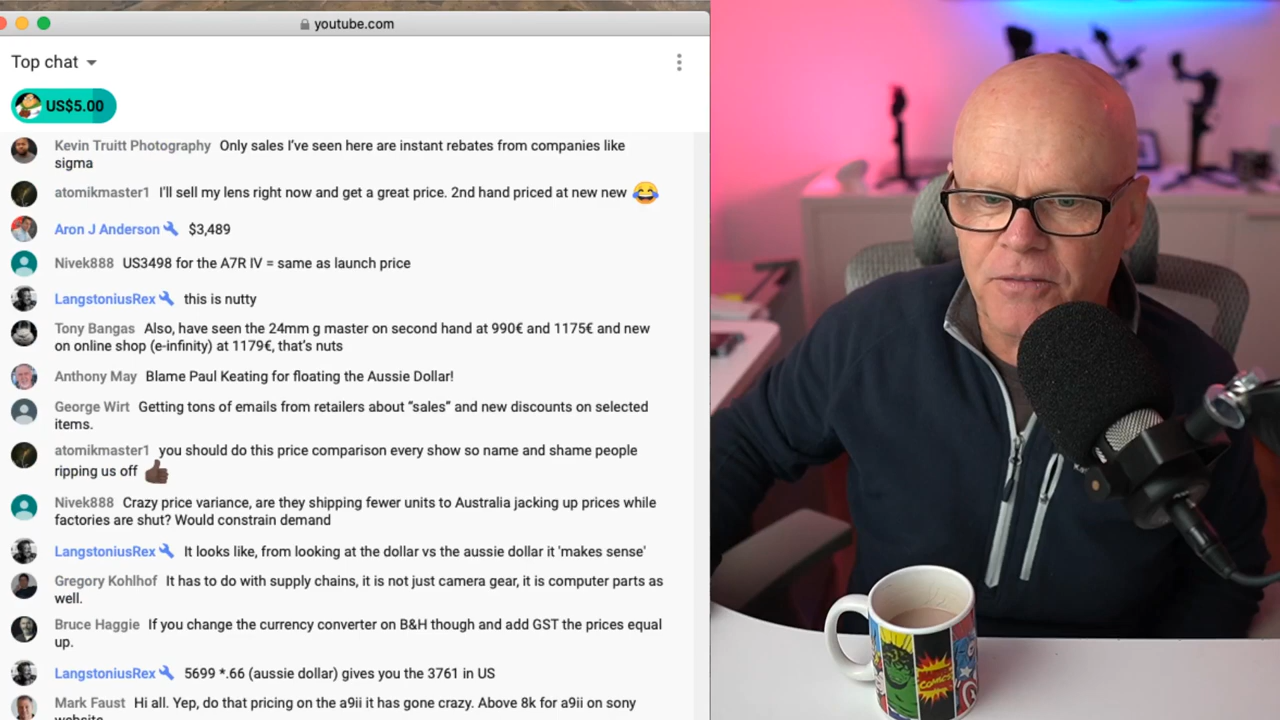 youtube.com
Top chat
US$5.00
Kevin Truitt Photography Only sales I've seen here are instant rebates from companies like
sigma
atomikmaster1 I'll sell my lens right now and get a great price. 2nd hand priced at new new 😂
Aron J Anderson $3,489
Nivek888 US3498 for the A7R IV = same as launch price
LangstoniusRex this is nutty
Tony Bangas Also, have seen the 24mm g master on second hand at 990€ and 1175€ and new
on online shop (e-infinity) at 1179€, that's nuts
Anthony May Blame Paul Keating for floating the Aussie Dollar!
George Wirt Getting tons of emails from retailers about “sales” and new discounts on selected
items.
atomikmaster1 you should do this price comparison every show so name and shame people
ripping us off 👍🏿
Nivek888 Crazy price variance, are they shipping fewer units to Australia jacking up prices while
factories are shut? Would constrain demand
LangstoniusRex It looks like, from looking at the dollar vs the aussie dollar it 'makes sense'
Gregory Kohlhof It has to do with supply chains, it is not just camera gear, it is computer parts as
well.
Bruce Haggie If you change the currency converter on B&H though and add GST the prices equal
up.
LangstoniusRex 5699 *.66 (aussie dollar) gives you the 3761 in US
Mark Faust Hi all. Yep, do that pricing on the a9ii it has gone crazy. Above 8k for a9ii on sony
website.
COMICS